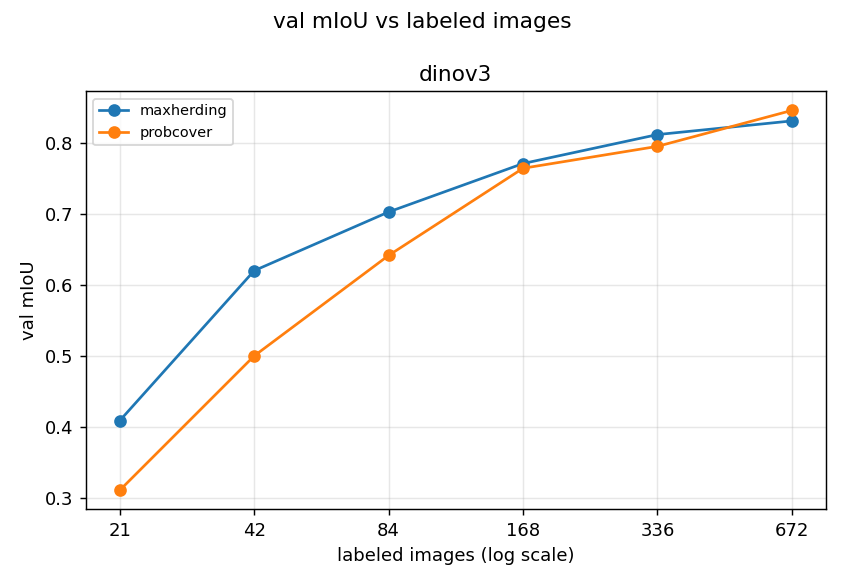 val mIoU vs labeled images
dinov3
maxherding
probcover
val mIoU
0.8
0.7
0.6
0.5
0.4
0.3
21 42 84 168 336 672
labeled images (log scale)